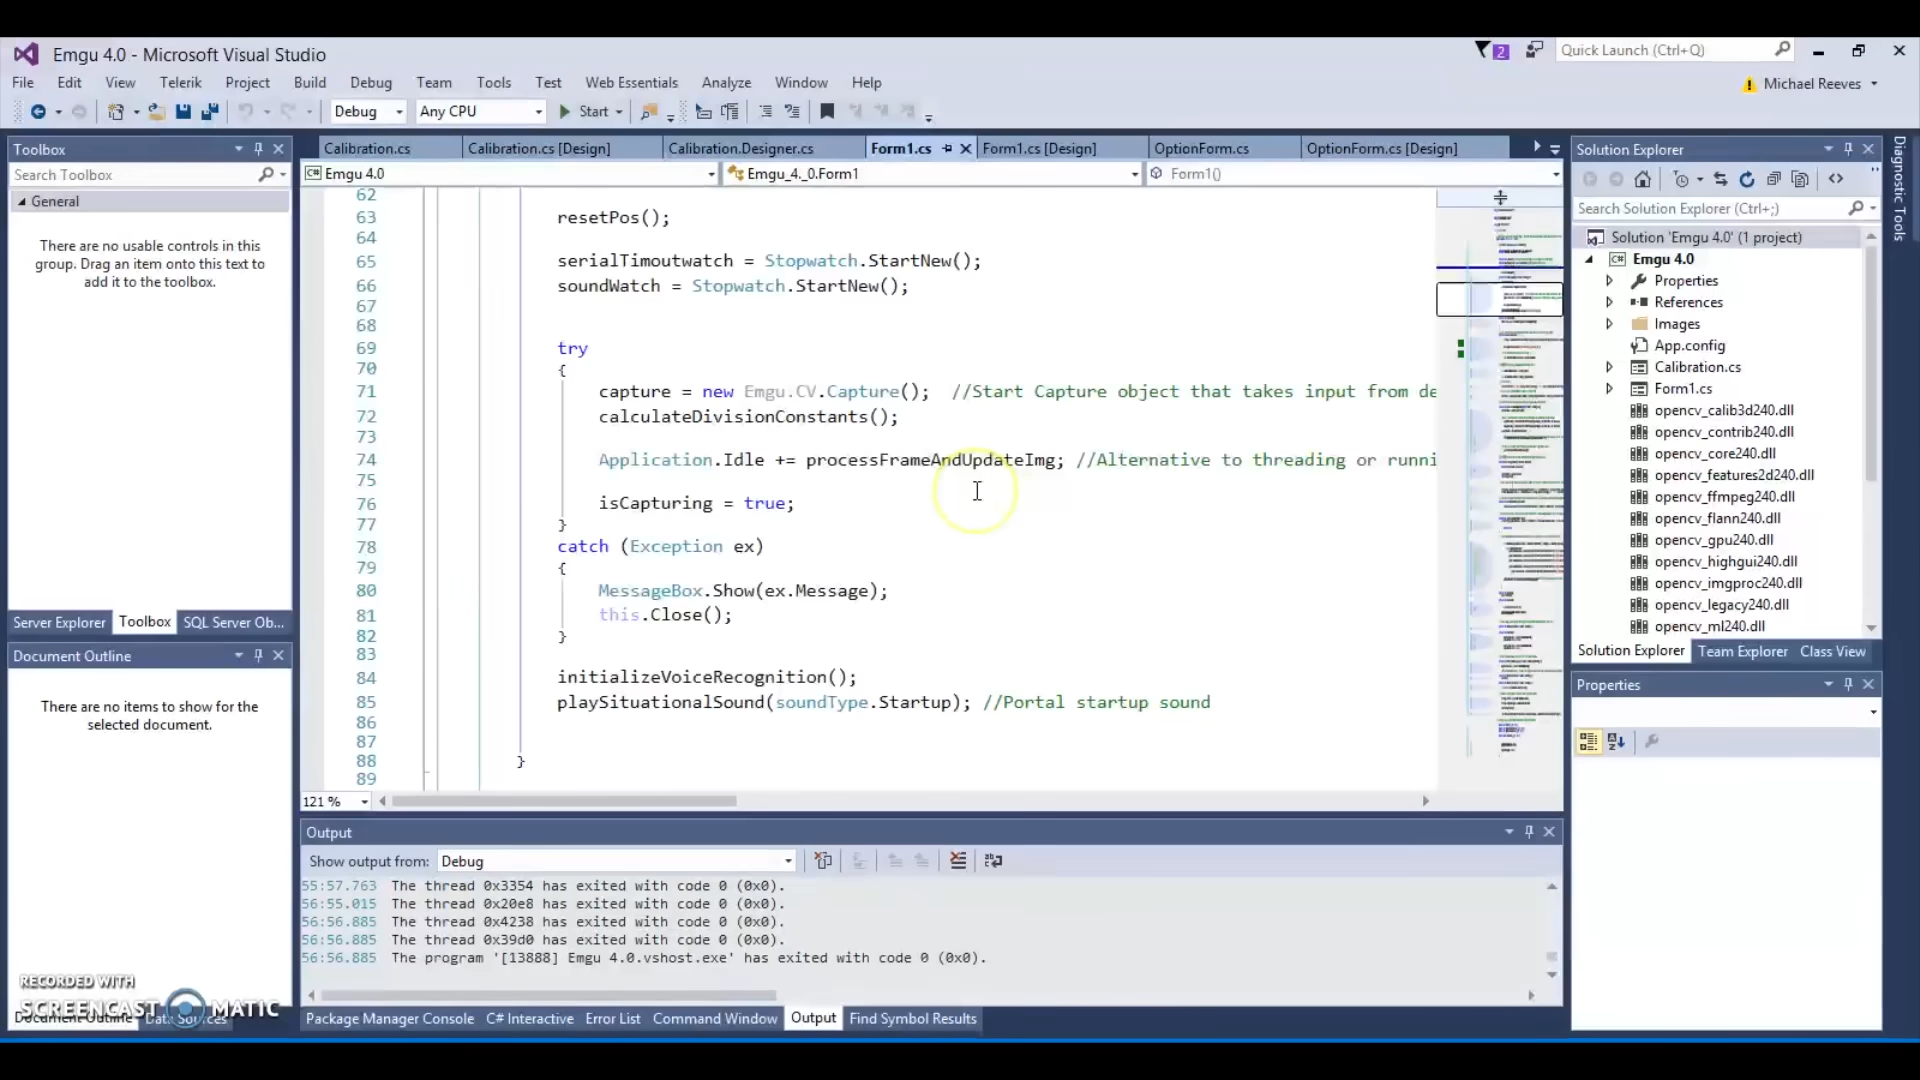 Emgu 4.0 - Microsoft Visual Studio
2
Quick Launch (Ctrl+Q)
File Edit View Telerik Project Build Debug Team Tools Test Web Essentials Analyze Window Help
Michael Reeves
Debug Any CPU Start
Toolbox
Search Toolbox
General
There are no usable controls in this
group. Drag an item onto this text to
add it to the toolbox.
Server Explorer Toolbox SQL Server Ob...
Document Outline
There are no items to show for the
selected document.
RECORDED WITH
SCREENCAST MATIC
Document Outline Data Sources
Calibration.cs Calibration.cs [Design] Calibration.Designer.cs Form1.cs Form1.cs [Design] OptionForm.cs OptionForm.cs [Design]
C# Emgu 4.0 Emgu_4._0.Form1 Form1()
62
63 resetPos();
64
65 serialTimoutwatch = Stopwatch.StartNew();
66 soundWatch = Stopwatch.StartNew();
67
68
69 try
70 {
71 capture = new Emgu.CV.Capture(); //Start Capture object that takes input from de
72 calculateDivisionConstants();
73
74 Application.Idle += processFrameAndUpdateImg; //Alternative to threading or runni
75
76 isCapturing = true;
77 }
78 catch (Exception ex)
79 {
80 MessageBox.Show(ex.Message);
81 this.Close();
82 }
83
84 initializeVoiceRecognition();
85 playSituationalSound(soundType.Startup); //Portal startup sound
86
87
88 }
89
121 %
Output
Show output from: Debug
55:57.763 The thread 0x3354 has exited with code 0 (0x0).
56:55.015 The thread 0x20e8 has exited with code 0 (0x0).
56:56.885 The thread 0x4238 has exited with code 0 (0x0).
56:56.885 The thread 0x39d0 has exited with code 0 (0x0).
56:56.885 The program '[13888] Emgu 4.0.vshost.exe' has exited with code 0 (0x0).
Package Manager Console C# Interactive Error List Command Window Output Find Symbol Results
Solution Explorer
Search Solution Explorer (Ctrl+;)
Solution 'Emgu 4.0' (1 project)
C# Emgu 4.0
Properties
References
Images
App.config
Calibration.cs
Form1.cs
opencv_calib3d240.dll
opencv_contrib240.dll
opencv_core240.dll
opencv_features2d240.dll
opencv_ffmpeg240.dll
opencv_flann240.dll
opencv_gpu240.dll
opencv_highgui240.dll
opencv_imgproc240.dll
opencv_legacy240.dll
opencv_ml240.dll
Solution Explorer Team Explorer Class View
Properties
Diagnostic Tools